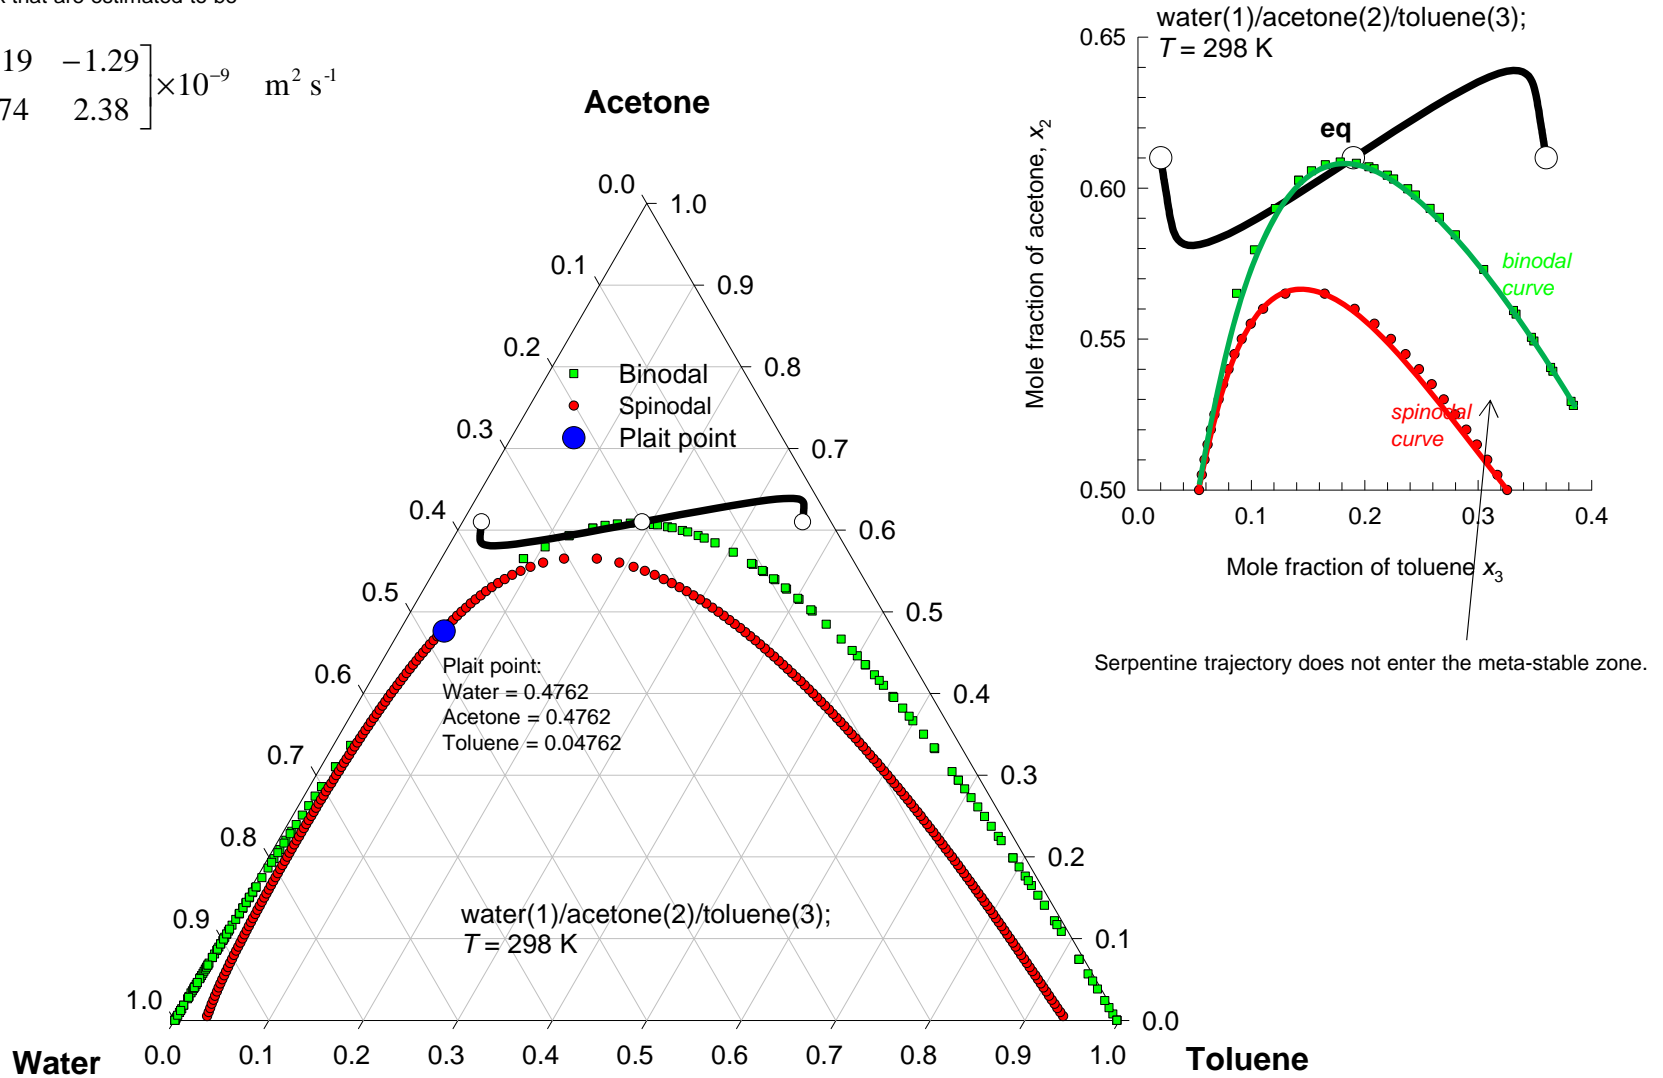 that are estimated to be
19 −1.29
74 2.38
×10⁻⁹ m² s⁻¹
Acetone
0.0
1.0
0.1
0.9
0.2
0.8
Binodal
Spinodal
Plait point
0.3
0.7
0.4
0.6
0.5
0.5
Plait point:
Water = 0.4762
Acetone = 0.4762
Toluene = 0.04762
0.6
0.4
0.7
0.3
0.8
0.2
water(1)/acetone(2)/toluene(3);
T = 298 K
0.9
0.1
1.0
0.0
Water
0.0 0.1 0.2 0.3 0.4 0.5 0.6 0.7 0.8 0.9 1.0
Toluene
water(1)/acetone(2)/toluene(3);
T = 298 K
0.65
0.60
0.55
0.50
Mole fraction of acetone, x₂
eq
binodal
curve
spinodal
curve
0.0 0.1 0.2 0.3 0.4
Mole fraction of toluene x₃
Serpentine trajectory does not enter the meta-stable zone.